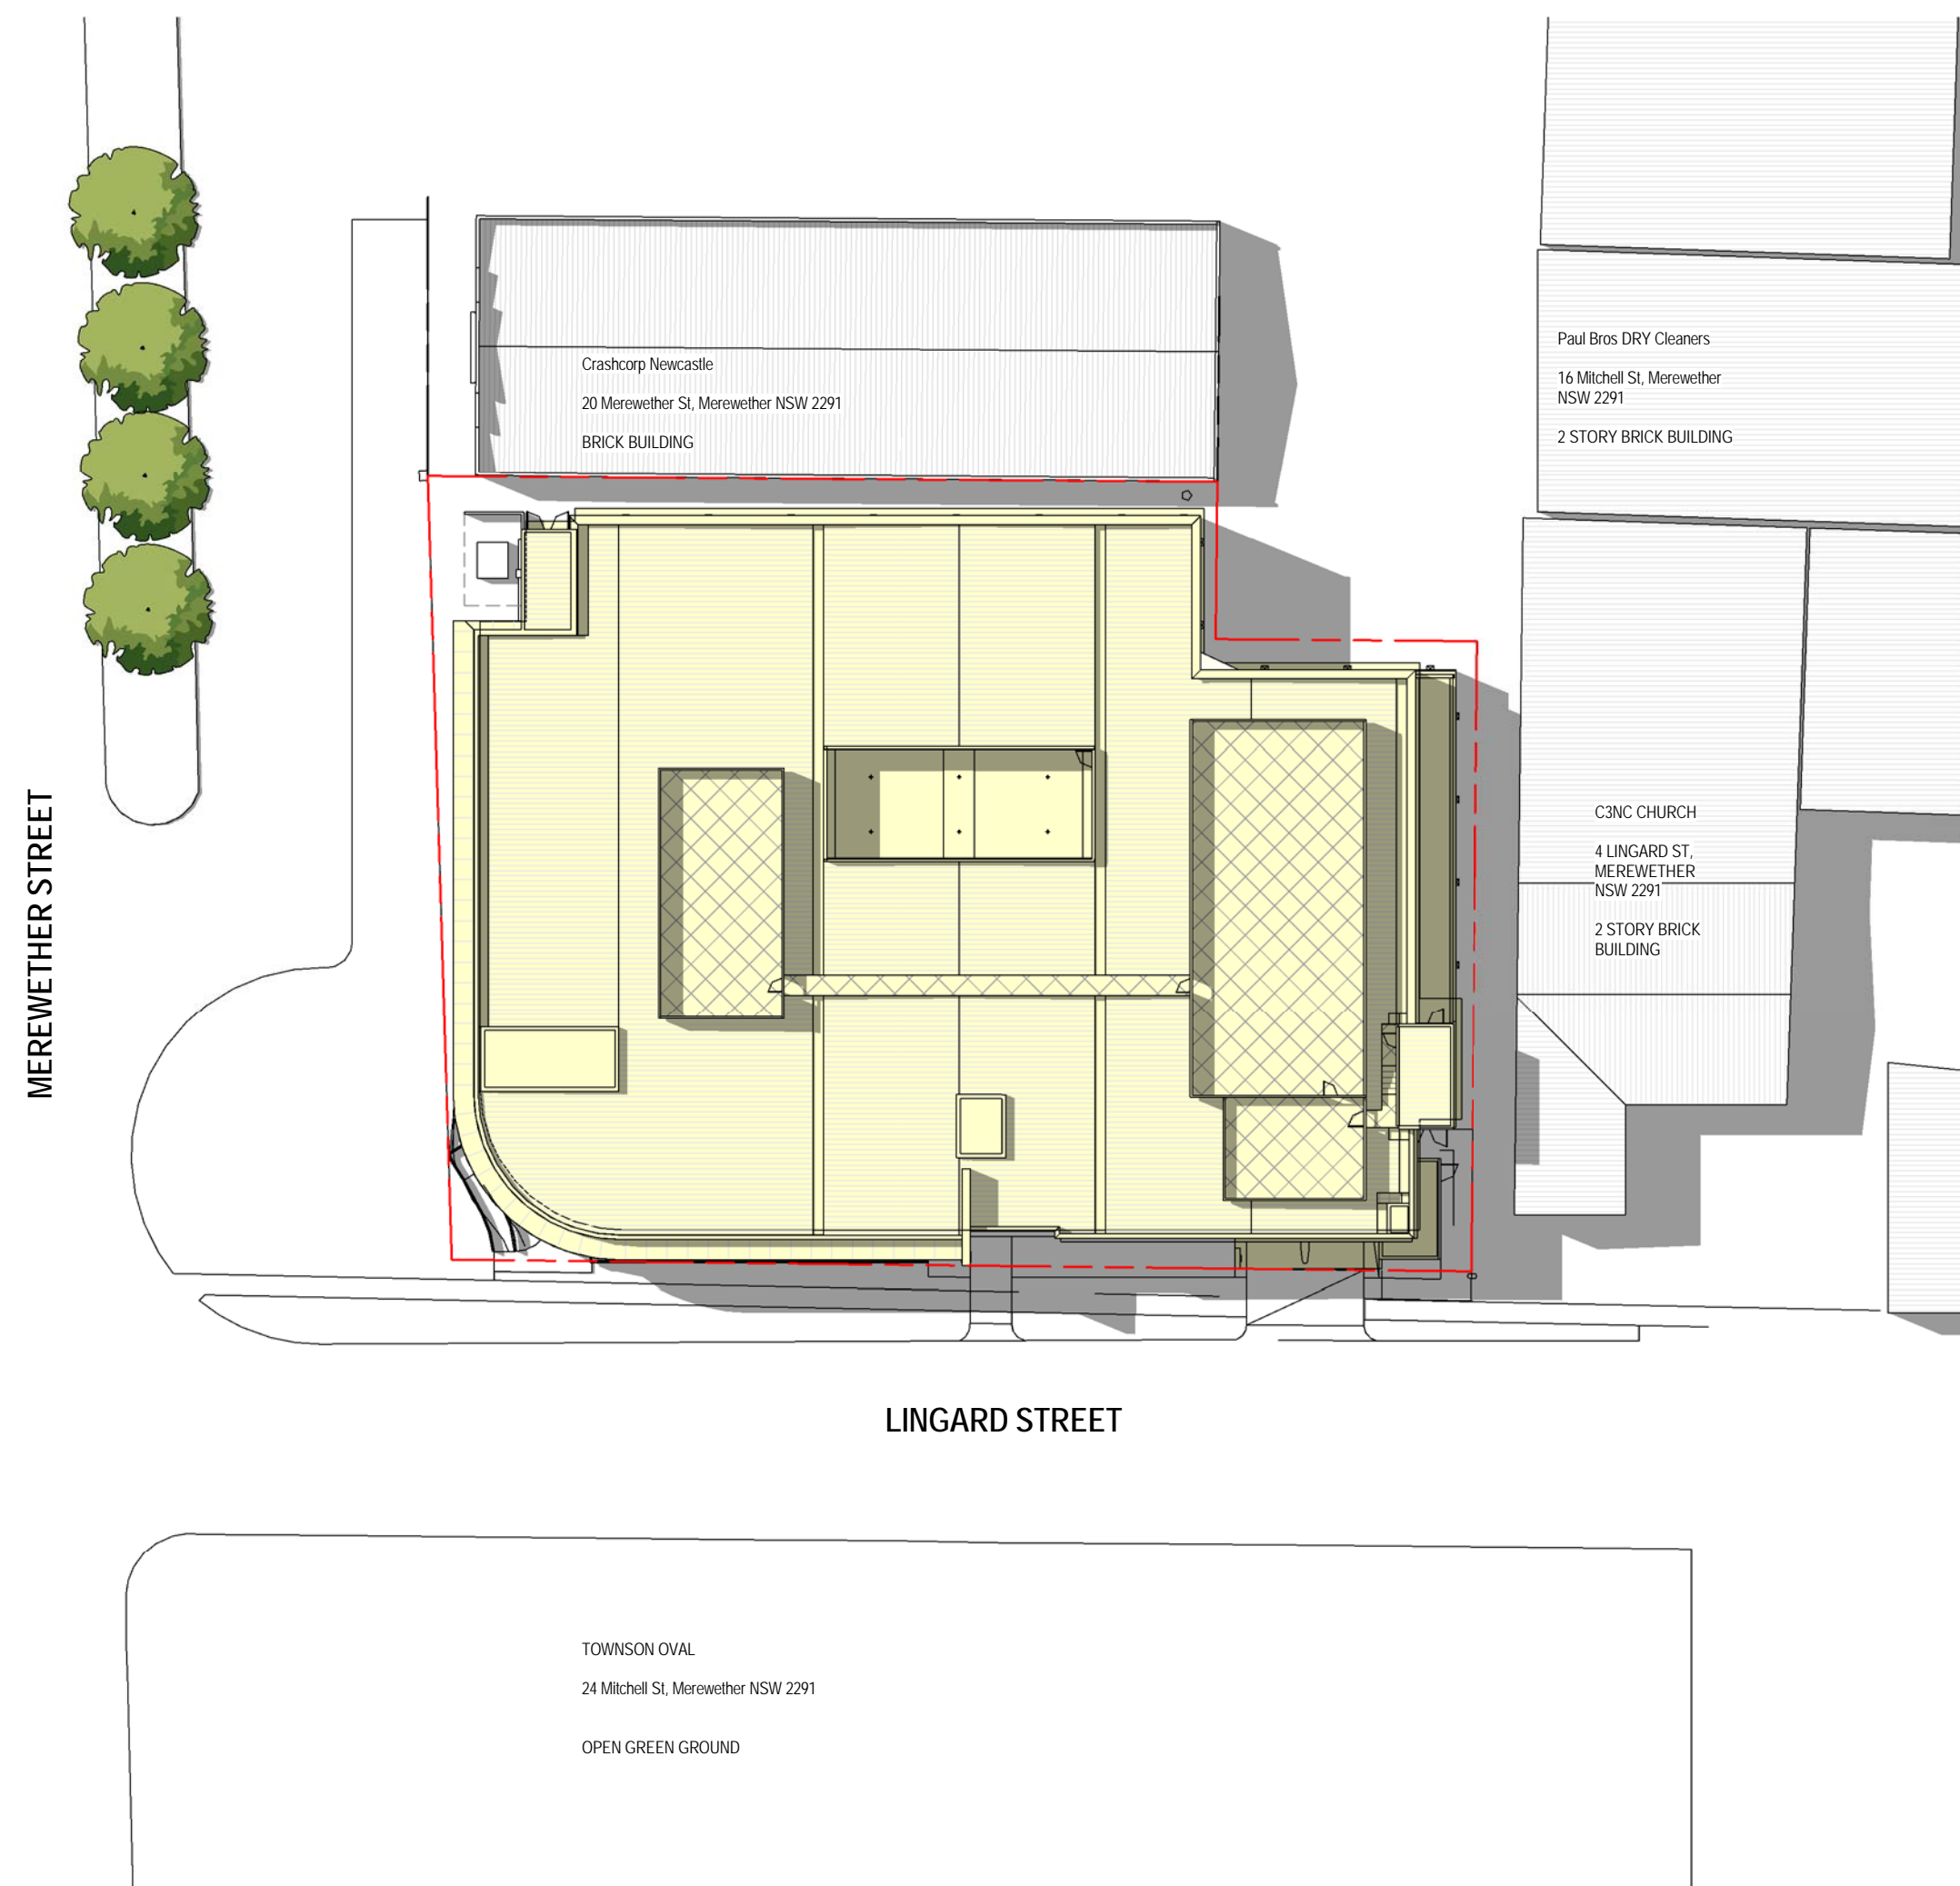 Crashcorp Newcastle
20 Merewether St, Merewether NSW 2291
BRICK BUILDING
Paul Bros DRY Cleaners
16 Mitchell St, Merewether
NSW 2291
2 STORY BRICK BUILDING
MEREWETHER STREET
C3NC CHURCH
4 LINGARD ST,
MEREWETHER
NSW 2291
2 STORY BRICK
BUILDING
LINGARD STREET
TOWNSON OVAL
24 Mitchell St, Merewether NSW 2291
OPEN GREEN GROUND